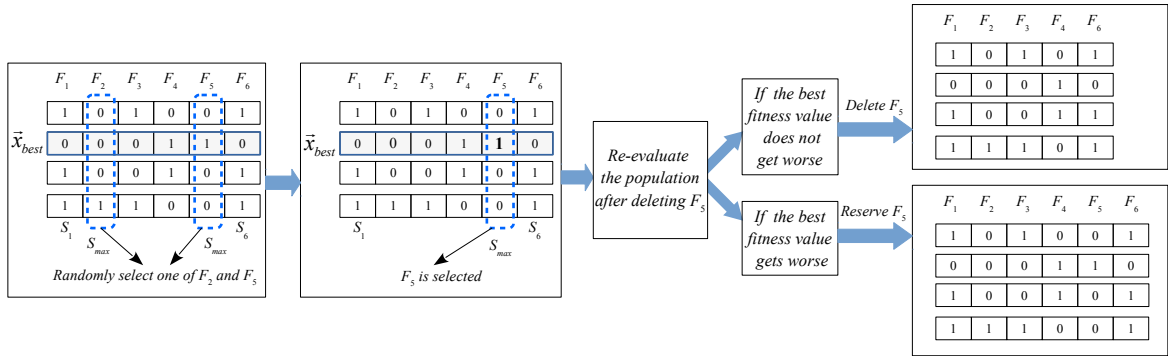 F1 F2 F3 F4 F5 F6
1 0 1 0 0 1
x⃗best 0 0 0 1 1 0
1 0 0 1 0 1
1 1 1 0 0 1
S1 Smax Smax S6
Randomly select one of F2 and F5
F1 F2 F3 F4 F5 F6
1 0 1 0 0 1
x⃗best 0 0 0 1 1 0
1 0 0 1 0 1
1 1 1 0 0 1
S1 Smax S6
F5 is selected
Re-evaluate
the population
after deleting F5
If the best
fitness value
does not
get worse
Delete F5
If the best
fitness value
gets worse
Reserve F5
F1 F2 F3 F4 F6
1 0 1 0 1
0 0 0 1 0
1 0 0 1 1
1 1 1 0 1
F1 F2 F3 F4 F5 F6
1 0 1 0 0 1
0 0 0 1 1 0
1 0 0 1 0 1
1 1 1 0 0 1